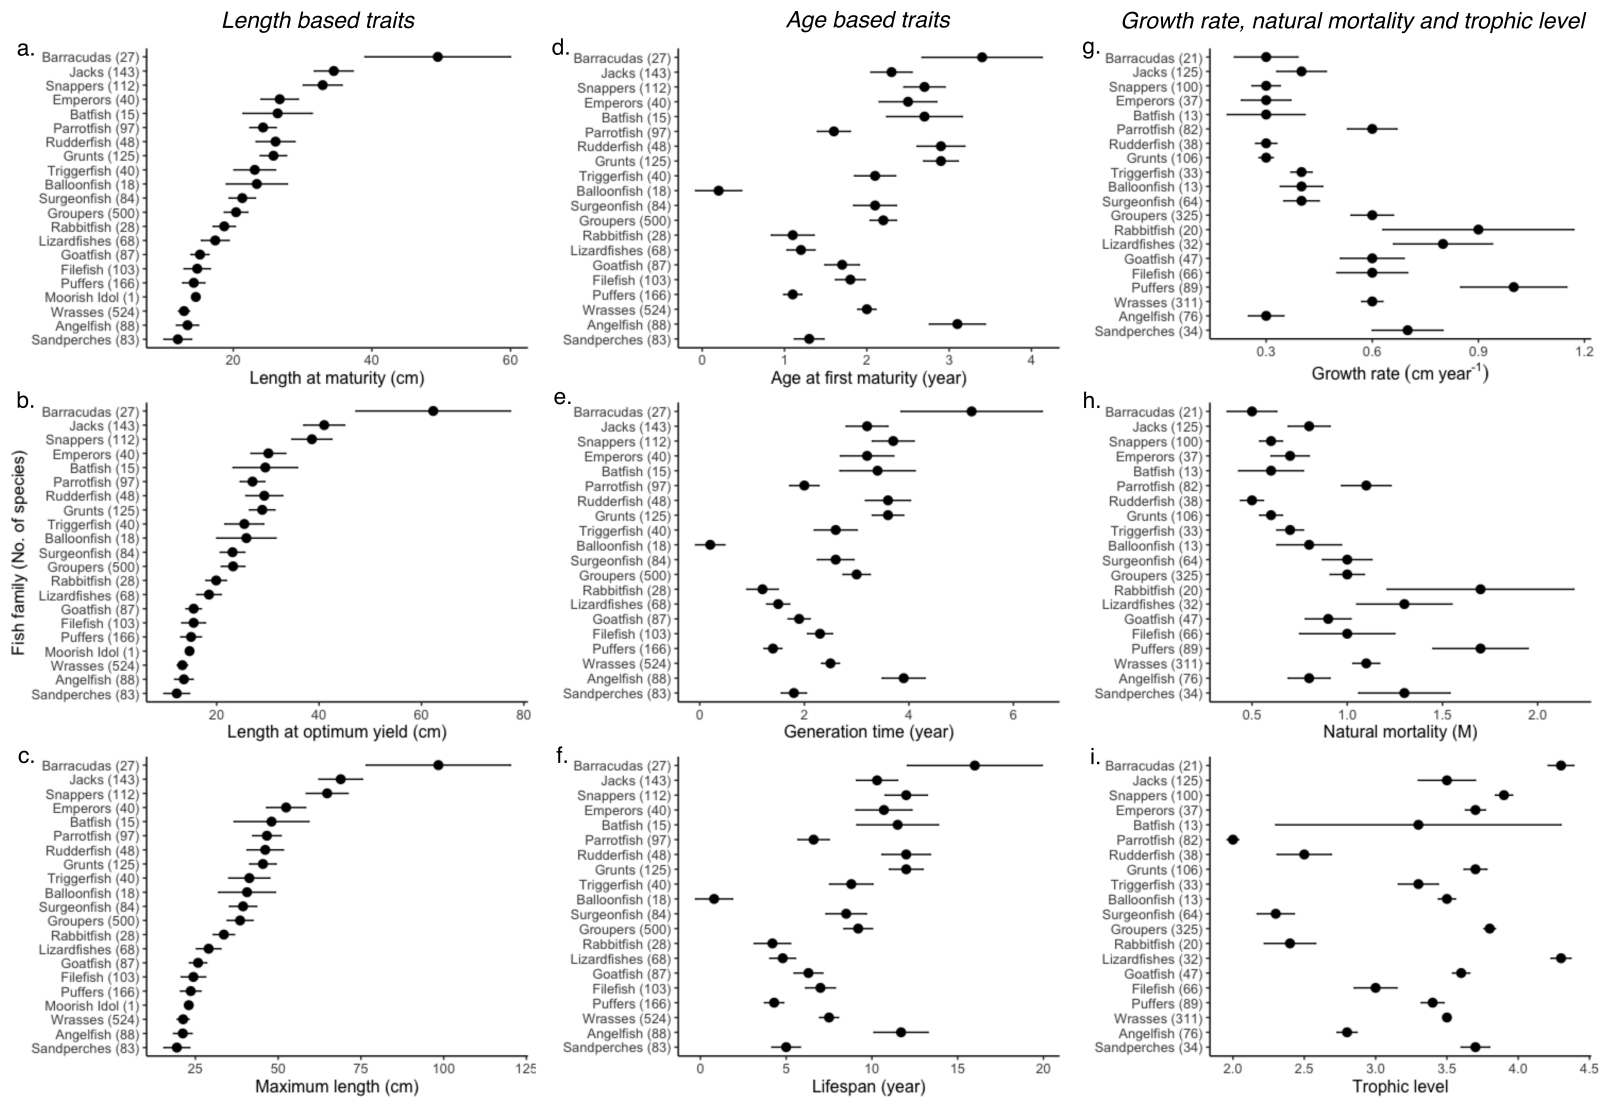 Length based traits
Age based traits
Growth rate, natural mortality and trophic level
Fish family (No. of species)
a.
Barracudas (27)
Jacks (143)
Snappers (112)
Emperors (40)
Batfish (15)
Parrotfish (97)
Rudderfish (48)
Grunts (125)
Triggerfish (40)
Balloonfish (18)
Surgeonfish (84)
Groupers (500)
Rabbitfish (28)
Lizardfishes (68)
Goatfish (87)
Filefish (103)
Puffers (166)
Moorish Idol (1)
Wrasses (524)
Angelfish (88)
Sandperches (83)
20 40 60
Length at maturity (cm)
d.
Barracudas (27)
Jacks (143)
Snappers (112)
Emperors (40)
Batfish (15)
Parrotfish (97)
Rudderfish (48)
Grunts (125)
Triggerfish (40)
Balloonfish (18)
Surgeonfish (84)
Groupers (500)
Rabbitfish (28)
Lizardfishes (68)
Goatfish (87)
Filefish (103)
Puffers (166)
Wrasses (524)
Angelfish (88)
Sandperches (83)
0 1 2 3 4
Age at first maturity (year)
g.
Barracudas (21)
Jacks (125)
Snappers (100)
Emperors (37)
Batfish (13)
Parrotfish (82)
Rudderfish (38)
Grunts (106)
Triggerfish (33)
Balloonfish (13)
Surgeonfish (64)
Groupers (325)
Rabbitfish (20)
Lizardfishes (32)
Goatfish (47)
Filefish (66)
Puffers (89)
Wrasses (311)
Angelfish (76)
Sandperches (34)
0.3 0.6 0.9 1.2
Growth rate (cm year⁻¹)
b.
Barracudas (27)
Jacks (143)
Snappers (112)
Emperors (40)
Batfish (15)
Parrotfish (97)
Rudderfish (48)
Grunts (125)
Triggerfish (40)
Balloonfish (18)
Surgeonfish (84)
Groupers (500)
Rabbitfish (28)
Lizardfishes (68)
Goatfish (87)
Filefish (103)
Puffers (166)
Moorish Idol (1)
Wrasses (524)
Angelfish (88)
Sandperches (83)
20 40 60 80
Length at optimum yield (cm)
e.
Barracudas (27)
Jacks (143)
Snappers (112)
Emperors (40)
Batfish (15)
Parrotfish (97)
Rudderfish (48)
Grunts (125)
Triggerfish (40)
Balloonfish (18)
Surgeonfish (84)
Groupers (500)
Rabbitfish (28)
Lizardfishes (68)
Goatfish (87)
Filefish (103)
Puffers (166)
Wrasses (524)
Angelfish (88)
Sandperches (83)
0 2 4 6
Generation time (year)
h.
Barracudas (21)
Jacks (125)
Snappers (100)
Emperors (37)
Batfish (13)
Parrotfish (82)
Rudderfish (38)
Grunts (106)
Triggerfish (33)
Balloonfish (13)
Surgeonfish (64)
Groupers (325)
Rabbitfish (20)
Lizardfishes (32)
Goatfish (47)
Filefish (66)
Puffers (89)
Wrasses (311)
Angelfish (76)
Sandperches (34)
0.5 1.0 1.5 2.0
Natural mortality (M)
c.
Barracudas (27)
Jacks (143)
Snappers (112)
Emperors (40)
Batfish (15)
Parrotfish (97)
Rudderfish (48)
Grunts (125)
Triggerfish (40)
Balloonfish (18)
Surgeonfish (84)
Groupers (500)
Rabbitfish (28)
Lizardfishes (68)
Goatfish (87)
Filefish (103)
Puffers (166)
Moorish Idol (1)
Wrasses (524)
Angelfish (88)
Sandperches (83)
25 50 75 100 125
Maximum length (cm)
f.
Barracudas (27)
Jacks (143)
Snappers (112)
Emperors (40)
Batfish (15)
Parrotfish (97)
Rudderfish (48)
Grunts (125)
Triggerfish (40)
Balloonfish (18)
Surgeonfish (84)
Groupers (500)
Rabbitfish (28)
Lizardfishes (68)
Goatfish (87)
Filefish (103)
Puffers (166)
Wrasses (524)
Angelfish (88)
Sandperches (83)
0 5 10 15 20
Lifespan (year)
i.
Barracudas (21)
Jacks (125)
Snappers (100)
Emperors (37)
Batfish (13)
Parrotfish (82)
Rudderfish (38)
Grunts (106)
Triggerfish (33)
Balloonfish (13)
Surgeonfish (64)
Groupers (325)
Rabbitfish (20)
Lizardfishes (32)
Goatfish (47)
Filefish (66)
Puffers (89)
Wrasses (311)
Angelfish (76)
Sandperches (34)
2.0 2.5 3.0 3.5 4.0 4.5
Trophic level